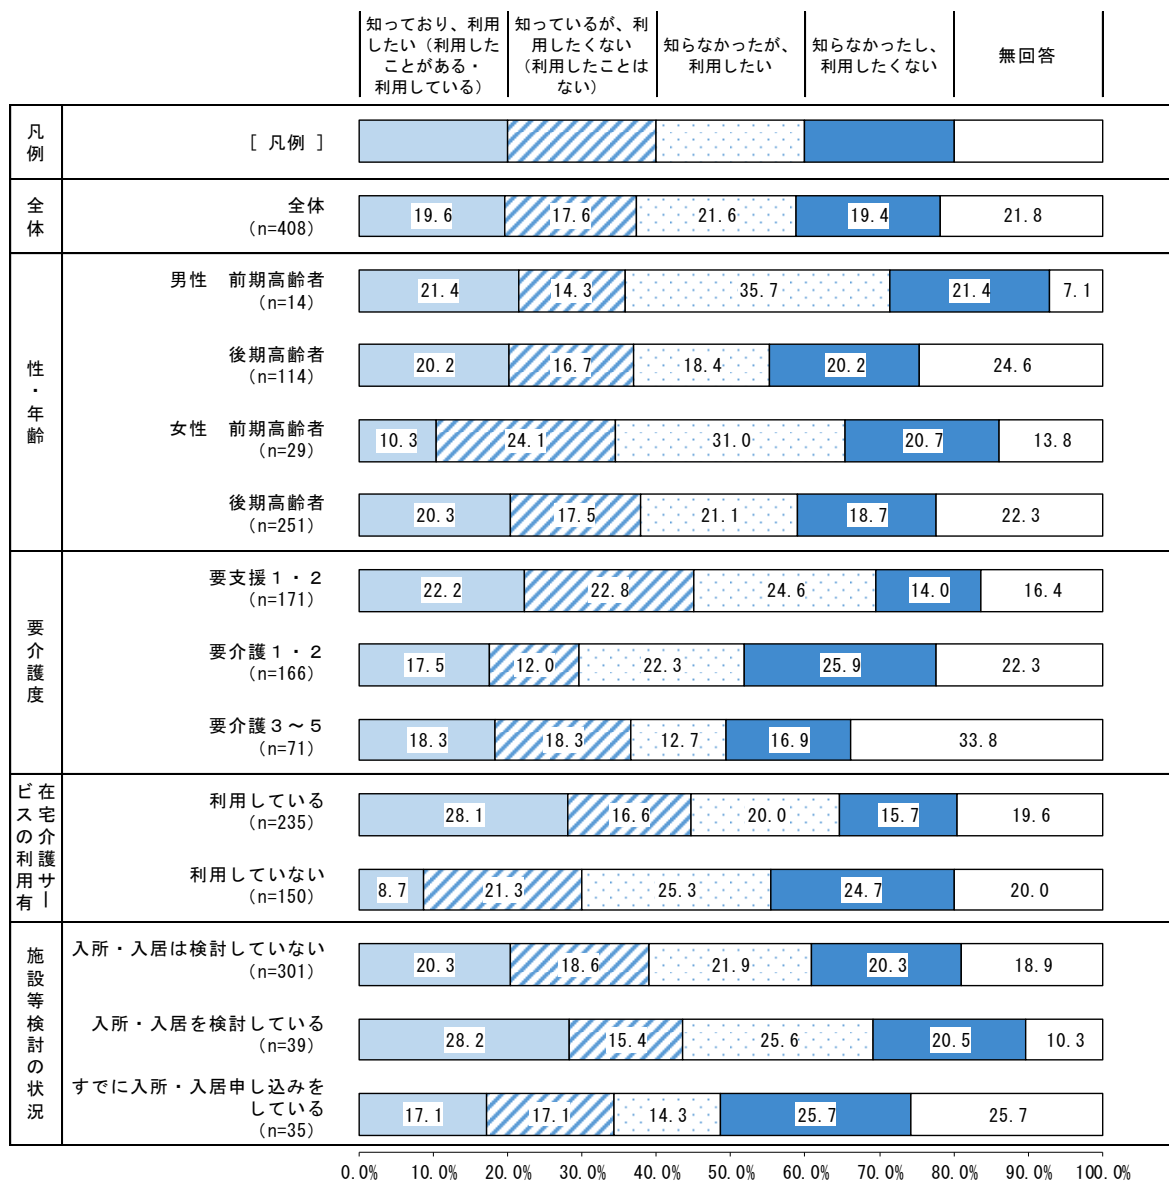 知っており、利用
したい（利用した
ことがある・
利用している）
知っているが、利
用したくない
（利用したことは
ない）
知らなかったが、
利用したい
知らなかったし、
利用したくない
無回答
凡例
[ 凡例 ]
全体
全体
(n=408)
19.6 17.6 21.6 19.4 21.8
性・年齢
男性　前期高齢者
(n=14)
21.4 14.3 35.7 21.4 7.1
後期高齢者
(n=114)
20.2 16.7 18.4 20.2 24.6
女性　前期高齢者
(n=29)
10.3 24.1 31.0 20.7 13.8
後期高齢者
(n=251)
20.3 17.5 21.1 18.7 22.3
要介護度
要支援１・２
(n=171)
22.2 22.8 24.6 14.0 16.4
要介護１・２
(n=166)
17.5 12.0 22.3 25.9 22.3
要介護３～５
(n=71)
18.3 18.3 12.7 16.9 33.8
在宅介護サー
ビスの利用有
利用している
(n=235)
28.1 16.6 20.0 15.7 19.6
利用していない
(n=150)
8.7 21.3 25.3 24.7 20.0
施設等検討の状況
入所・入居は検討していない
(n=301)
20.3 18.6 21.9 20.3 18.9
入所・入居を検討している
(n=39)
28.2 15.4 25.6 20.5 10.3
すでに入所・入居申し込みを
している
(n=35)
17.1 17.1 14.3 25.7 25.7
0.0% 10.0% 20.0% 30.0% 40.0% 50.0% 60.0% 70.0% 80.0% 90.0% 100.0%